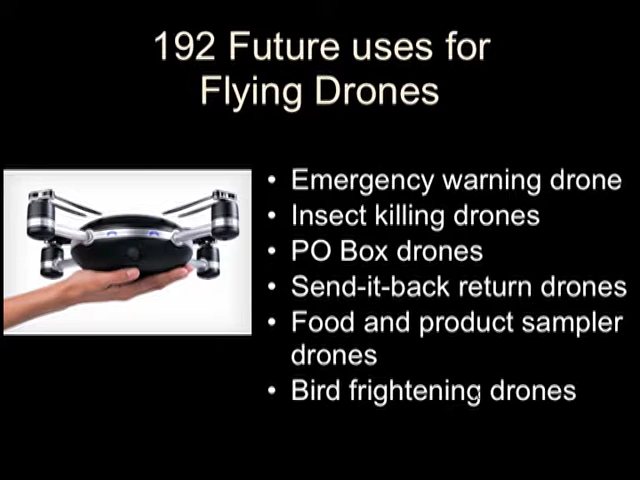 192 Future uses for
Flying Drones
• Emergency warning drone
• Insect killing drones
• PO Box drones
• Send-it-back return drones
• Food and product sampler
drones
• Bird frightening drones